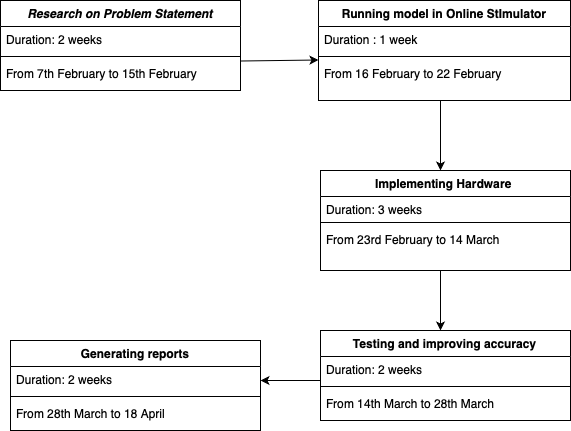 Research on Problem Statement
Duration: 2 weeks
From 7th February to 15th February
Running model in Online StImulator
Duration : 1 week
From 16 February to 22 February
Implementing Hardware
Duration: 3 weeks
From 23rd February to 14 March
Testing and improving accuracy
Duration: 2 weeks
From 14th March to 28th March
Generating reports
Duration: 2 weeks
From 28th March to 18 April